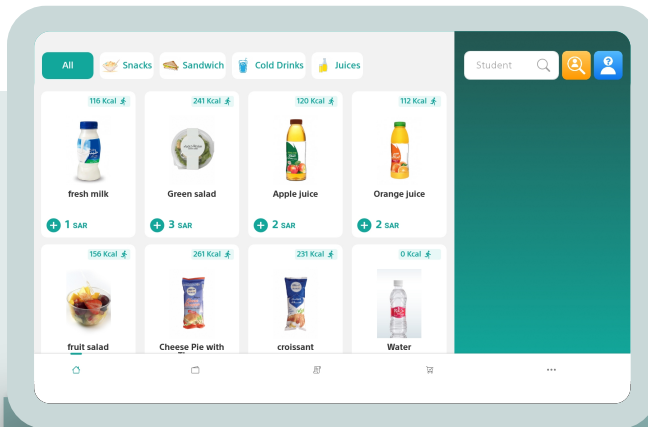 All
Snacks
Sandwich
Cold Drinks
Juices
Student
116 Kcal
241 Kcal
120 Kcal
112 Kcal
fresh milk
Green salad
Apple juice
Orange juice
1 SAR
3 SAR
2 SAR
2 SAR
156 Kcal
261 Kcal
231 Kcal
0 Kcal
fruit salad
Cheese Pie with
croissant
Water